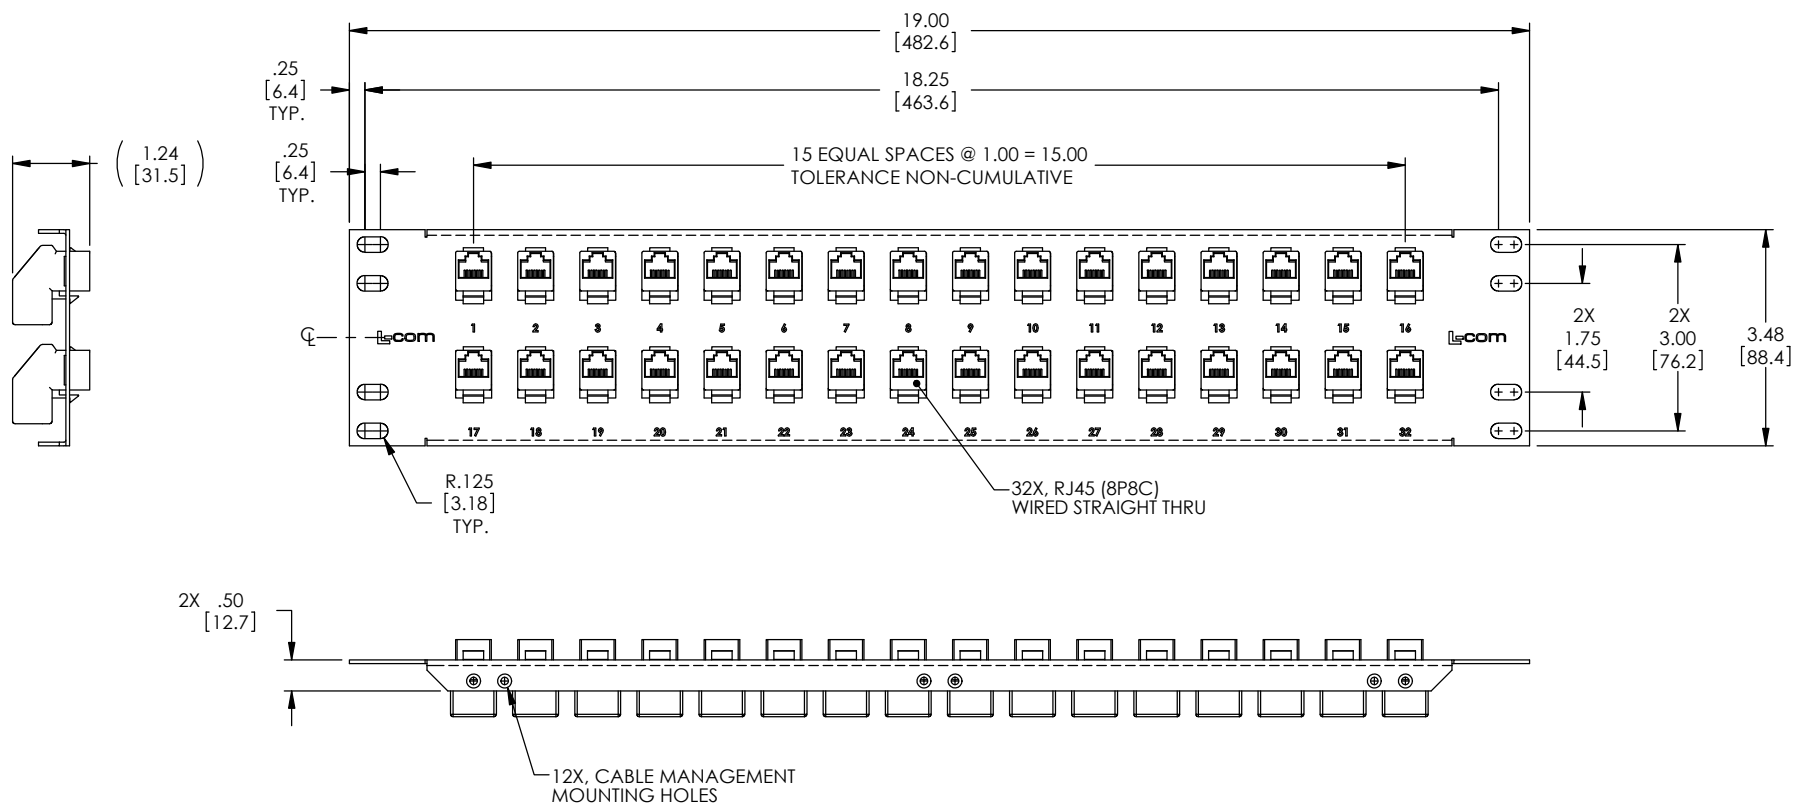 19.00
[482.6]
.25
[6.4]
TYP.
18.25
[463.6]
( 1.24 )
[31.5]
.25
[6.4]
TYP.
15 EQUAL SPACES @ 1.00 = 15.00
TOLERANCE NON-CUMULATIVE
1 2 3 4 5 6 7 8 9 10 11 12 13 14 15 16
℄
L-com
L-com
2X
1.75
[44.5]
2X
3.00
[76.2]
3.48
[88.4]
17 18 19 20 21 22 23 24 25 26 27 28 29 30 31 32
R.125
[3.18]
TYP.
32X, RJ45 (8P8C)
WIRED STRAIGHT THRU
2X .50
[12.7]
12X, CABLE MANAGEMENT
MOUNTING HOLES